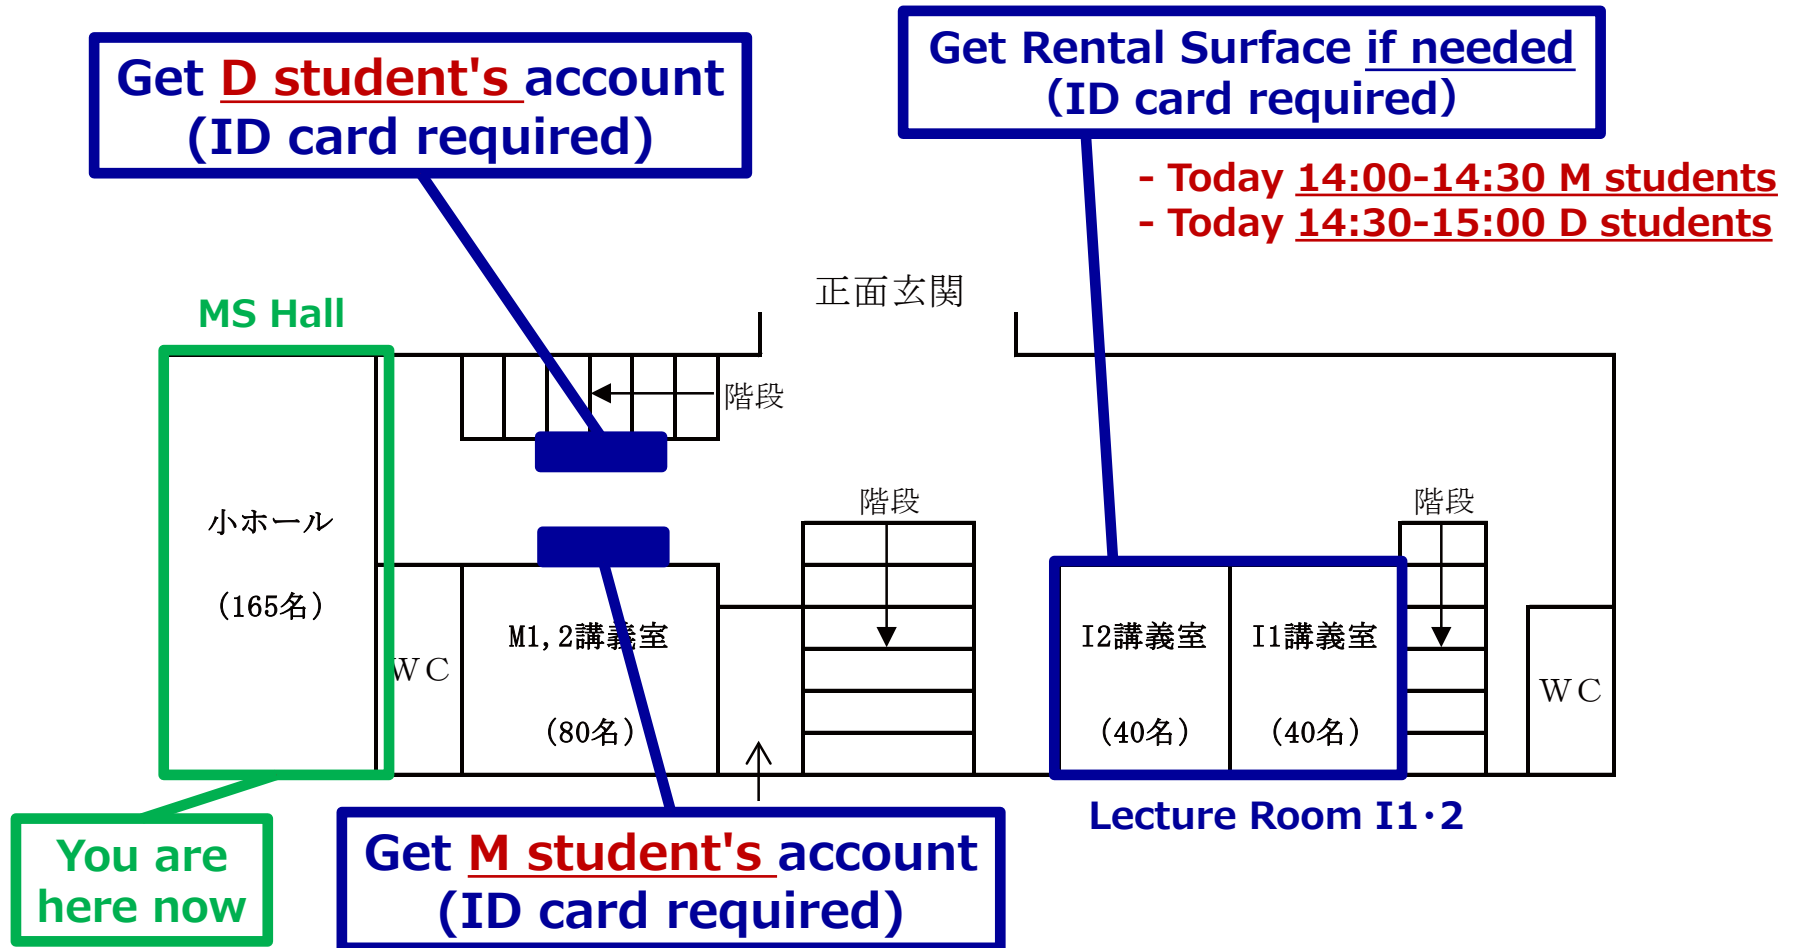 Get D student's account
(ID card required)
Get Rental Surface if needed
(ID card required)
- Today 14:00-14:30 M students
- Today 14:30-15:00 D students
正面玄関
MS Hall
階段
小ホール
(165名)
階段
階段
M1,2講義室
(80名)
WC
I2講義室
(40名)
I1講義室
(40名)
WC
Lecture Room I1・2
You are
here now
Get M student's account
(ID card required)